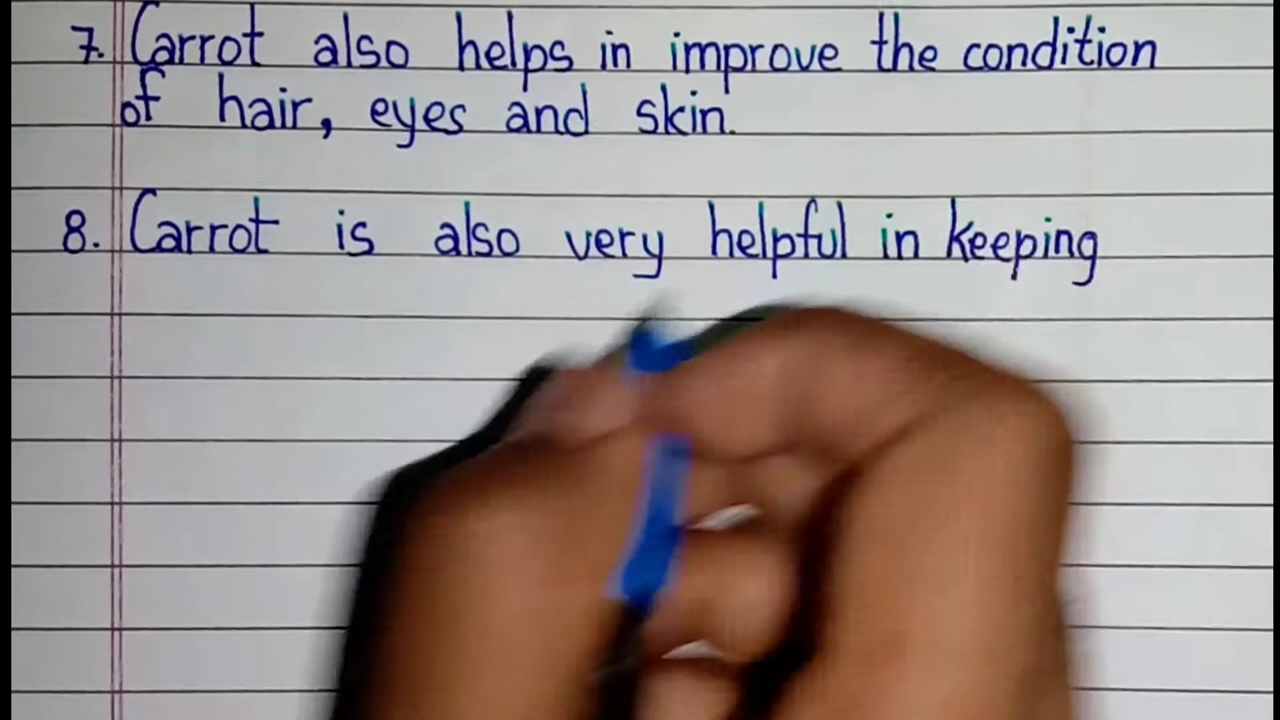 7. Carrot also helps in improve the condition
of hair, eyes and skin.
8. Carrot is also very helpful in keeping